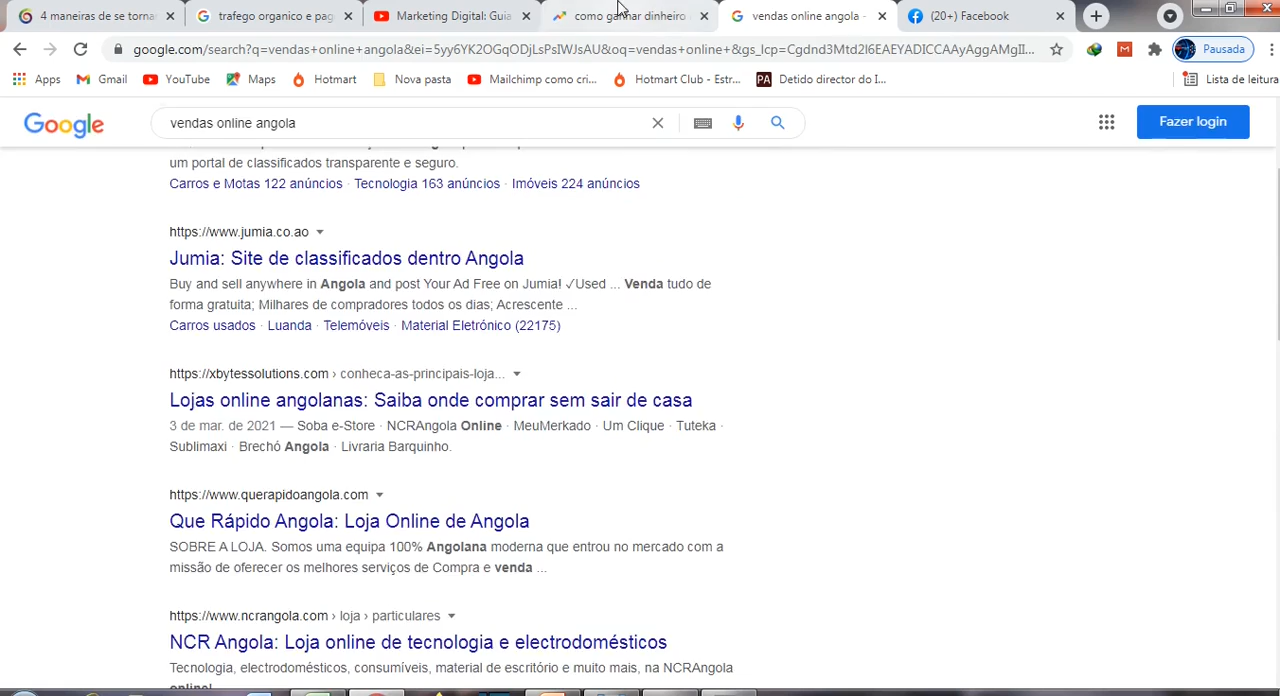 4 maneiras de se torna
trafego organico e pag
Marketing Digital: Guia
como ganhar dinheiro
vendas online angola -
(20+) Facebook
google.com/search?q=vendas+online+angola&ei=5yy6YK2OGqODjLsPsIWJsAU&oq=vendas+online+&gs_lcp=Cgdnd3Mtd2l6EAEYADICCAAyAggAMgII...
Pausada
Apps
Gmail
YouTube
Maps
Hotmart
Nova pasta
Mailchimp como cri...
Hotmart Club - Estr...
PA Detido director do I...
Lista de leitura
Google
vendas online angola
Fazer login
um portal de classificados transparente e seguro.
Carros e Motas 122 anúncios · Tecnologia 163 anúncios · Imóveis 224 anúncios
https://www.jumia.co.ao
Jumia: Site de classificados dentro Angola
Buy and sell anywhere in Angola and post Your Ad Free on Jumia! ✓Used ... Venda tudo de
forma gratuita; Milhares de compradores todos os dias; Acrescente ...
Carros usados · Luanda · Telemóveis · Material Eletrónico (22175)
https://xbytessolutions.com › conheca-as-principais-loja...
Lojas online angolanas: Saiba onde comprar sem sair de casa
3 de mar. de 2021 — Soba e-Store · NCRAngola Online · MeuMerkado · Um Clique · Tuteka ·
Sublimaxi · Brechó Angola · Livraria Barquinho.
https://www.querapidoangola.com
Que Rápido Angola: Loja Online de Angola
SOBRE A LOJA. Somos uma equipa 100% Angolana moderna que entrou no mercado com a
missão de oferecer os melhores serviços de Compra e venda ...
https://www.ncrangola.com › loja › particulares
NCR Angola: Loja online de tecnologia e electrodomésticos
Tecnologia, electrodomésticos, consumíveis, material de escritório e muito mais, na NCRAngola
online!